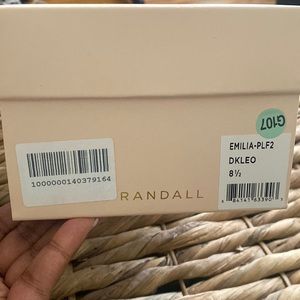 G107
EMILIA-PLF2
DKLEO
8½
1000000140379164
RANDALL